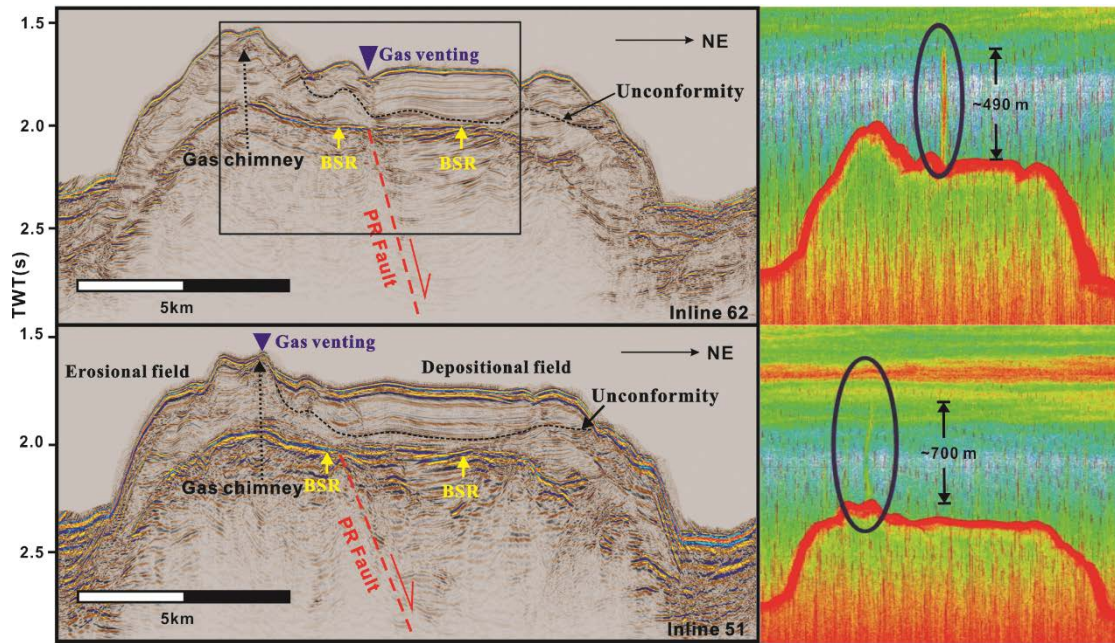 1.5
Gas venting
NE
Unconformity
2.0
Gas chimney
BSR
BSR
2.5
PR Fault
TWT(s)
5km
Inline 62
~490 m
1.5
Gas venting
NE
Erosional field
Depositional field
Unconformity
2.0
Gas chimney
BSR
BSR
2.5
PR Fault
5km
Inline 51
~700 m